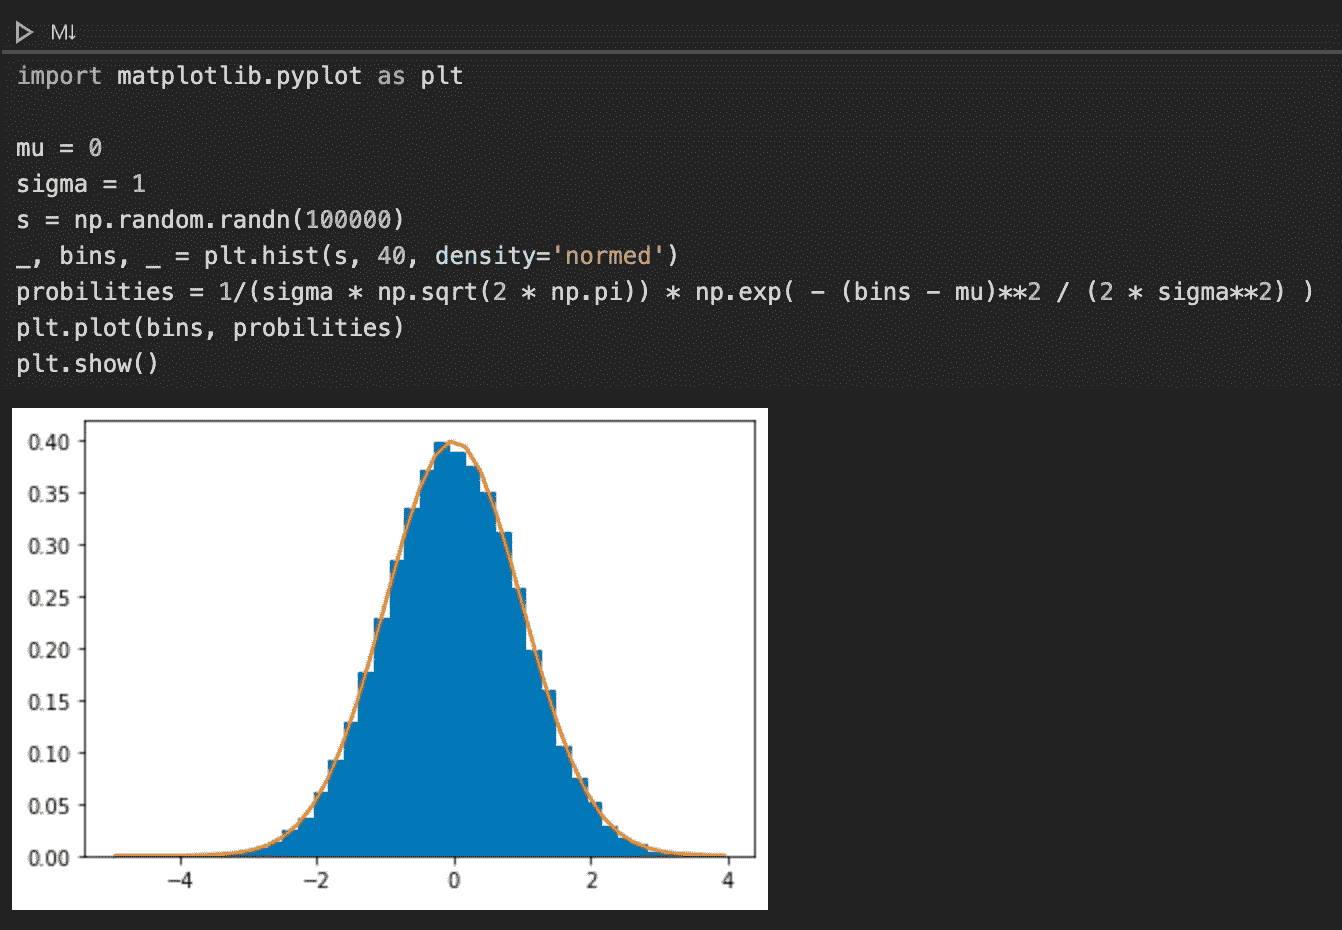 M↓
import matplotlib.pyplot as plt
mu = 0
sigma = 1
s = np.random.randn(100000)
_, bins, _ = plt.hist(s, 40, density='normed')
probilities = 1/(sigma * np.sqrt(2 * np.pi)) * np.exp( - (bins - mu)**2 / (2 * sigma**2) )
plt.plot(bins, probilities)
plt.show()
0.40
0.35
0.30
0.25
0.20
0.15
0.10
0.05
0.00
−4 −2 0 2 4